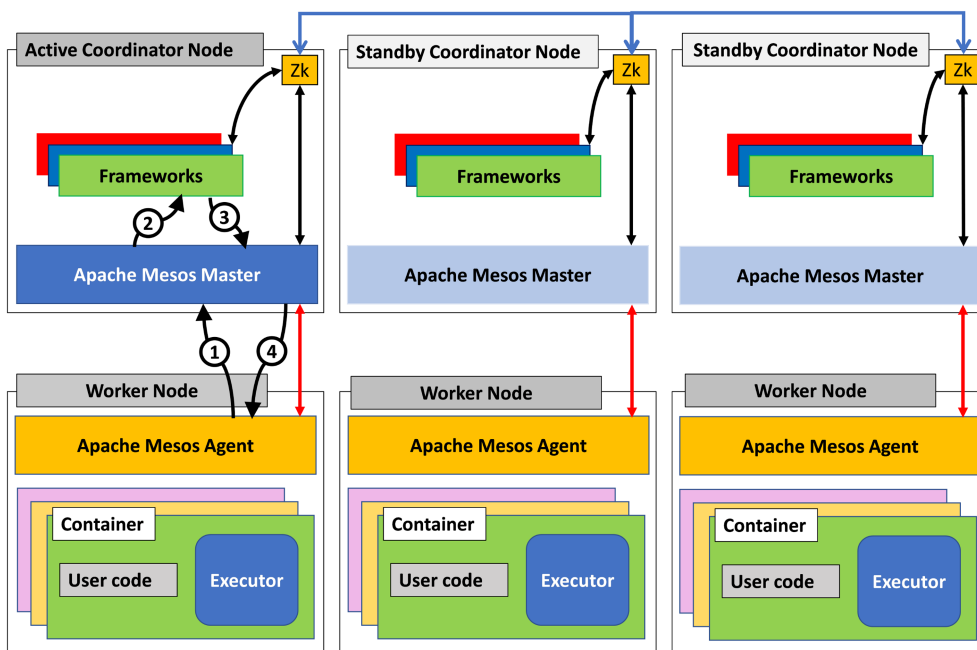 Active Coordinator Node
Zk
Frameworks
2
3
Apache Mesos Master
Standby Coordinator Node
Zk
Frameworks
Apache Mesos Master
Standby Coordinator Node
Zk
Frameworks
Apache Mesos Master
1
4
Worker Node
Apache Mesos Agent
Container
User code
Executor
Worker Node
Apache Mesos Agent
Container
User code
Executor
Worker Node
Apache Mesos Agent
Container
User code
Executor